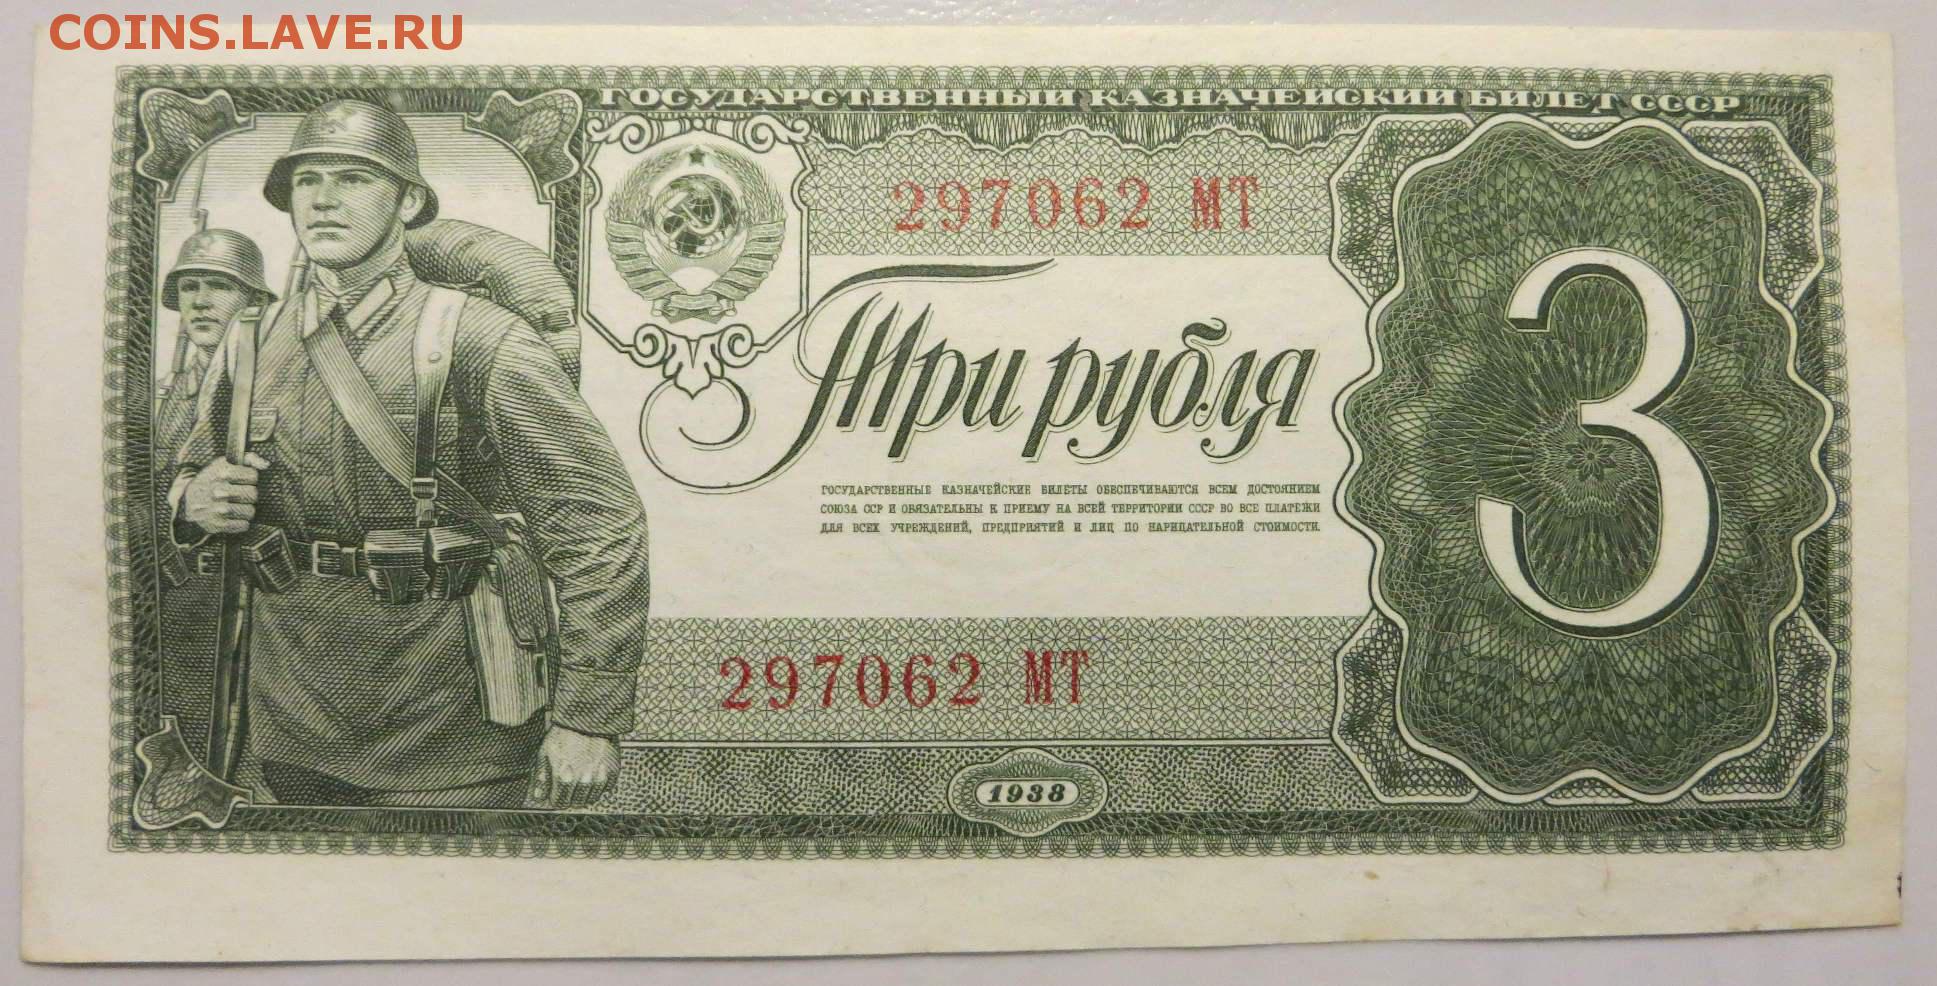 COINS.LAVE.RU
ГОСУДАРСТВЕННЫЙ КАЗНАЧЕЙСКИЙ БИЛЕТ СССР
297062 МТ
Три рубля
3
ГОСУДАРСТВЕННЫЕ КАЗНАЧЕЙСКИЕ БИЛЕТЫ ОБЕСПЕЧИВАЮТСЯ ВСЕМ ДОСТОЯНИЕМ
СОЮЗА ССР И ОБЯЗАТЕЛЬНЫ К ПРИЕМУ НА ВСЕЙ ТЕРРИТОРИИ СССР ВО ВСЕ ПЛАТЕЖИ
ДЛЯ ВСЕХ УЧРЕЖДЕНИЙ, ПРЕДПРИЯТИЙ И ЛИЦ ПО НАРИЦАТЕЛЬНОЙ СТОИМОСТИ.
297062 МТ
1938